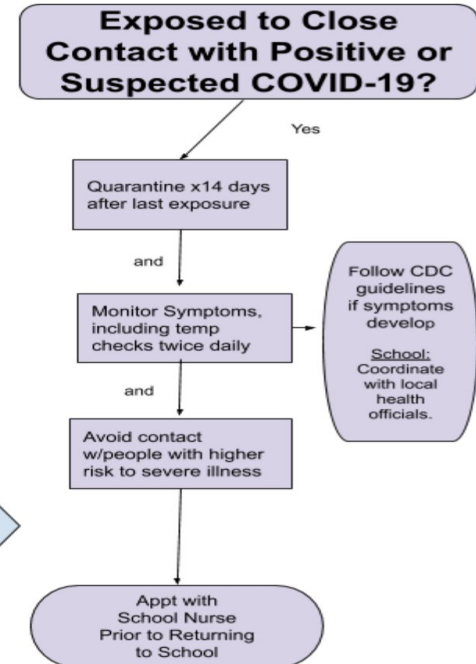 Exposed to Close
Contact with Positive or
Suspected COVID-19?
Yes
Quarantine x14 days
after last exposure
and
Monitor Symptoms,
including temp
checks twice daily
Follow CDC
guidelines
if symptoms
develop
School:
Coordinate
with local
health
officials.
and
Avoid contact
w/people with higher
risk to severe illness
Appt with
School Nurse
Prior to Returning
to School